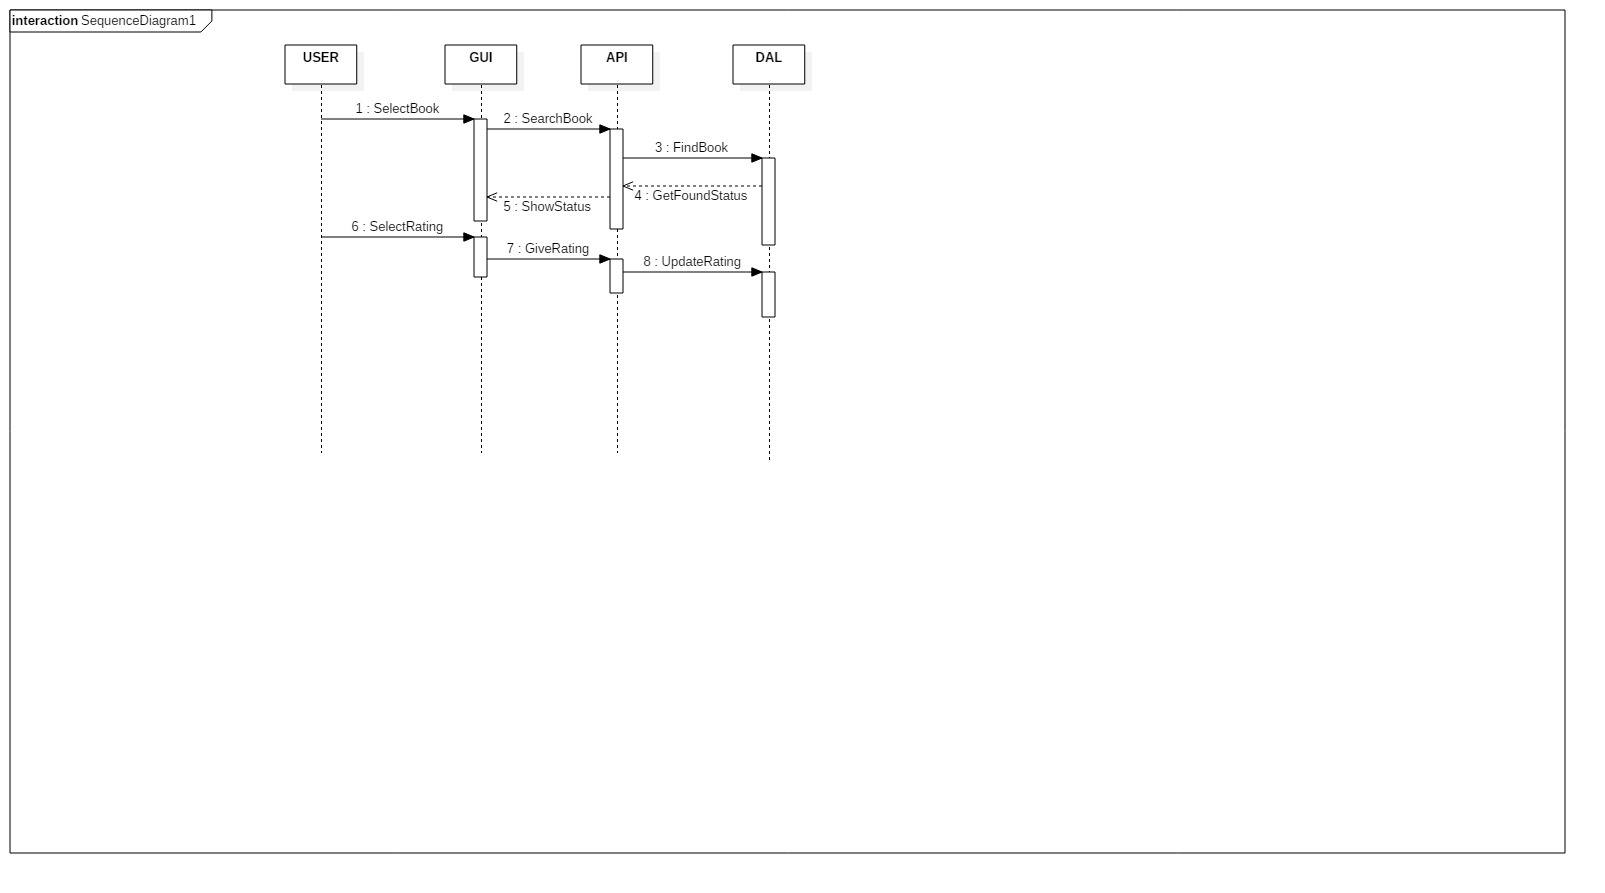 interaction SequenceDiagram1
USER
GUI
API
DAL
1 : SelectBook
2 : SearchBook
3 : FindBook
4 : GetFoundStatus
5 : ShowStatus
6 : SelectRating
7 : GiveRating
8 : UpdateRating